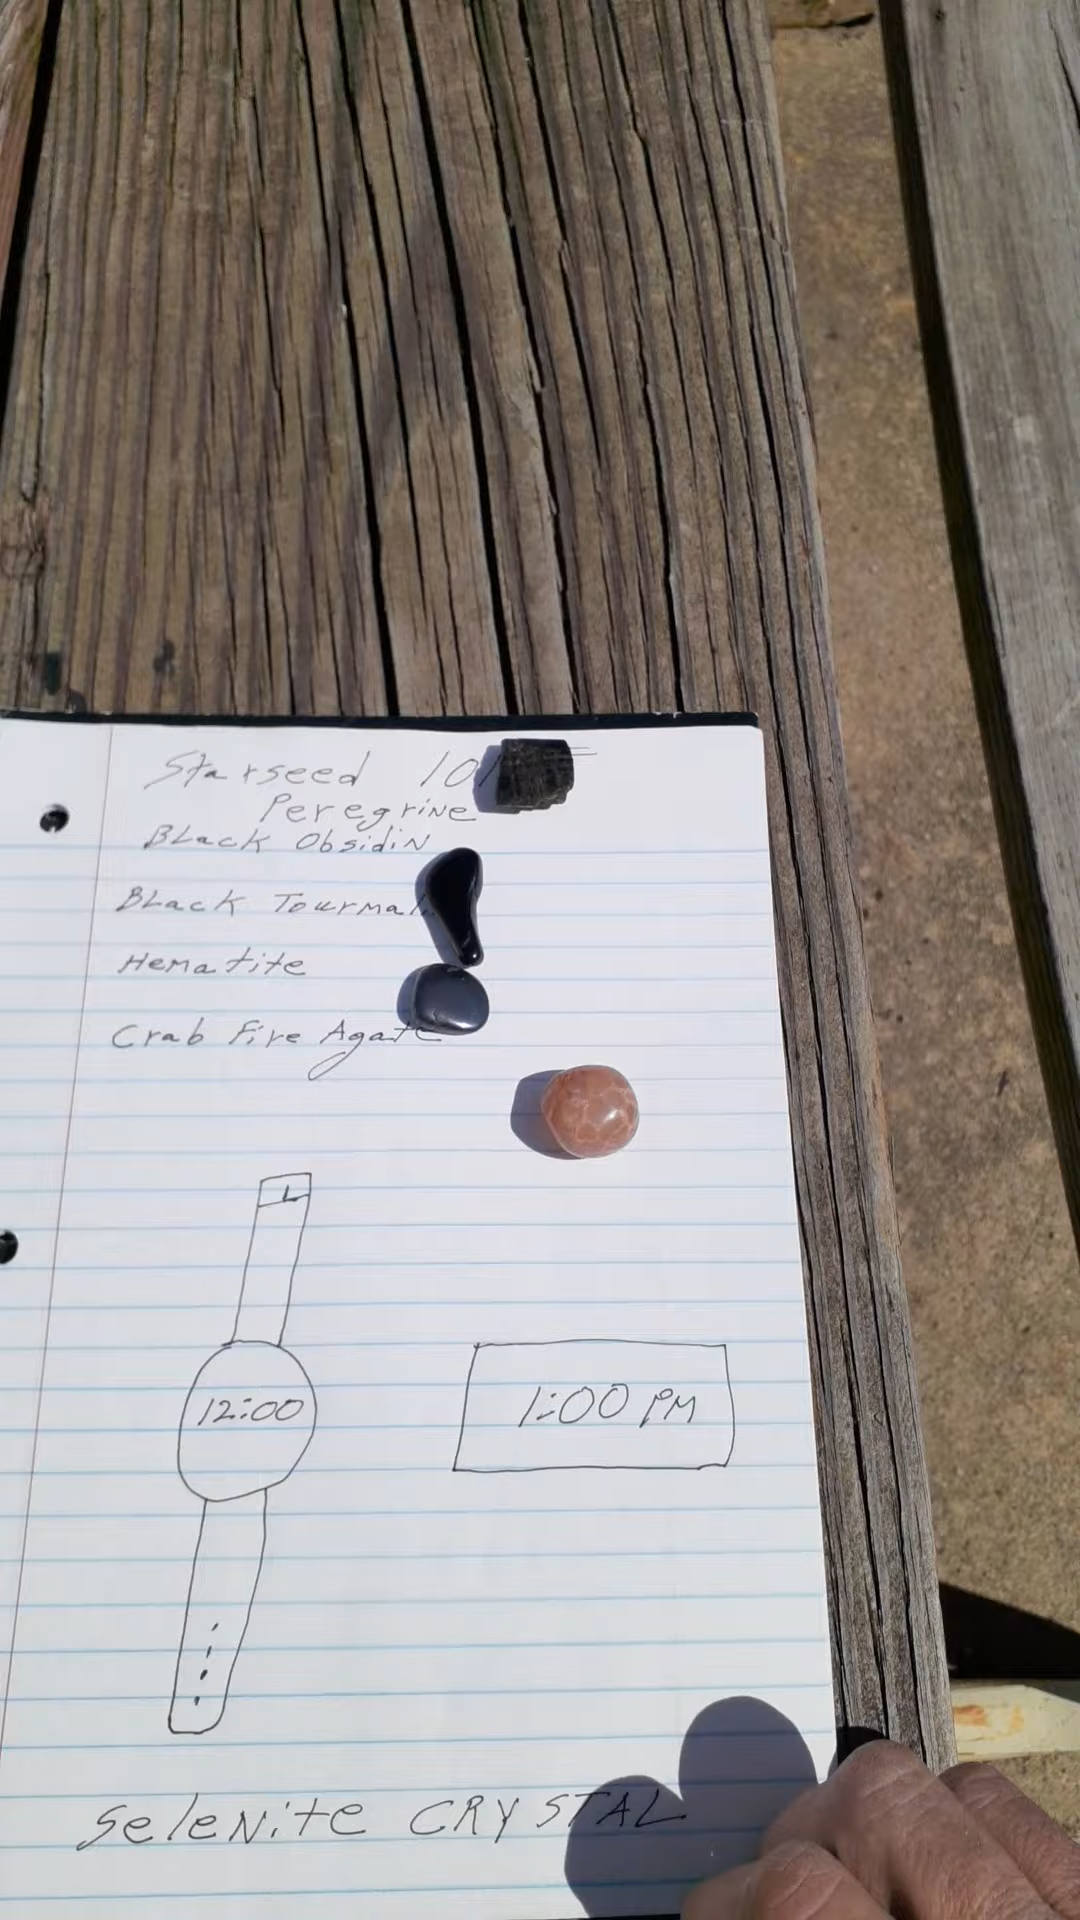 Starseed 101
Peregrine
Black Obsidin
Black Tourmal
Hematite
Crab Fire Agate
12:00
1:00 PM
Selenite CRYSTAL